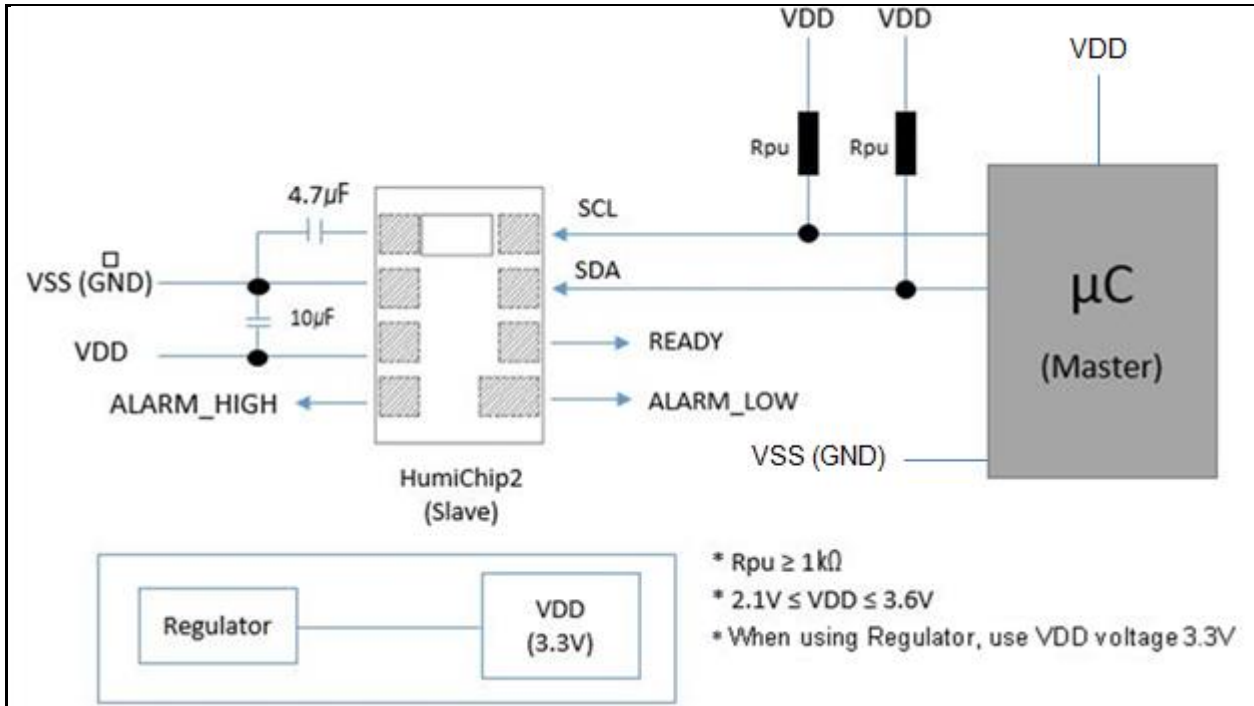 VDD
VDD
VDD
Rpu
Rpu
4.7µF
SCL
VSS (GND)
SDA
10µF
µC
(Master)
VDD
READY
ALARM_HIGH
ALARM_LOW
VSS (GND)
HumiChip2
(Slave)
Regulator
VDD
(3.3V)
* Rpu ≥ 1kΩ
* 2.1V ≤ VDD ≤ 3.6V
* When using Regulator, use VDD voltage 3.3V